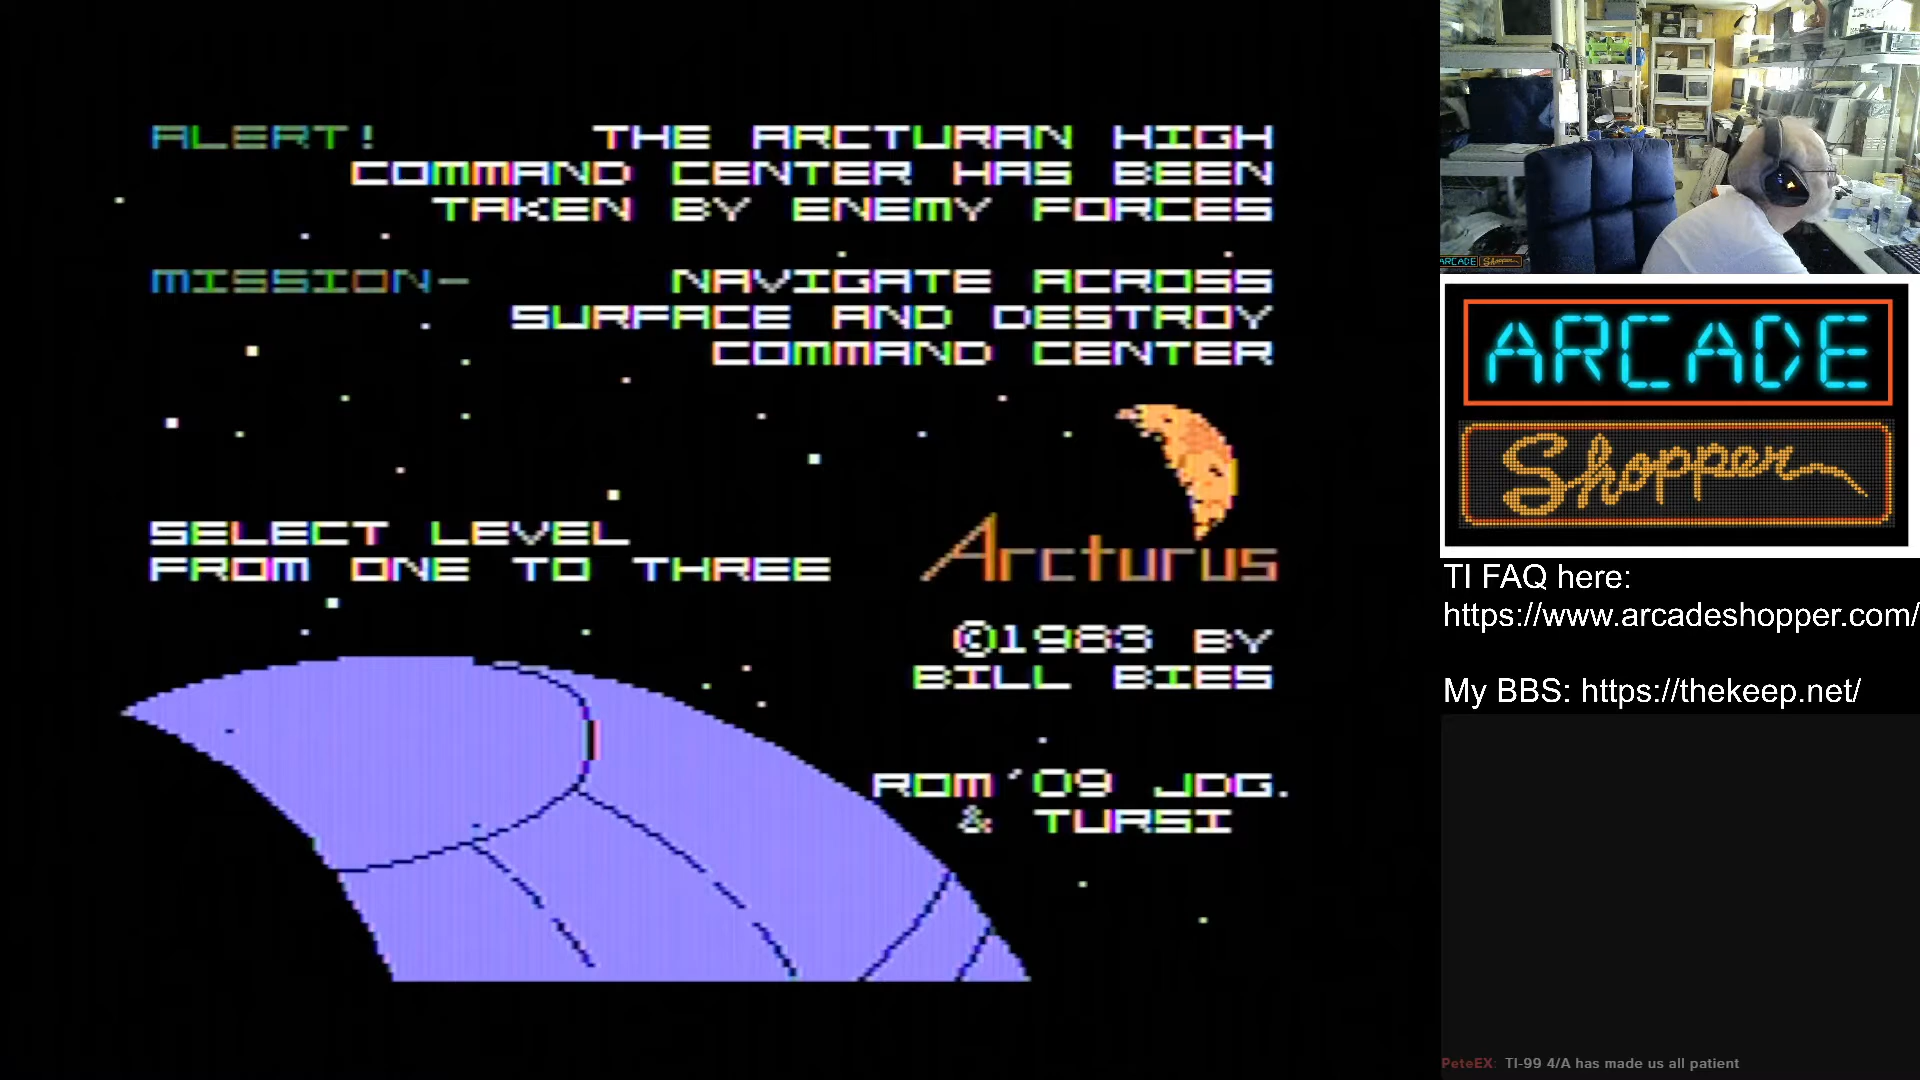 ALERT! THE ARCTURAN HIGH
COMMAND CENTER HAS BEEN
TAKEN BY ENEMY FORCES
MISSION- NAVIGATE ACROSS
SURFACE AND DESTROY
COMMAND CENTER
SELECT LEVEL
FROM ONE TO THREE
Arcturus
©1983 BY
BILL BIES
ROM '09 JDG.
& TURSI
ARCADE Shopper
ARCADE
Shopper
TI FAQ here:
https://www.arcadeshopper.com/
My BBS: https://thekeep.net/
PeteEX: TI-99 4/A has made us all patient